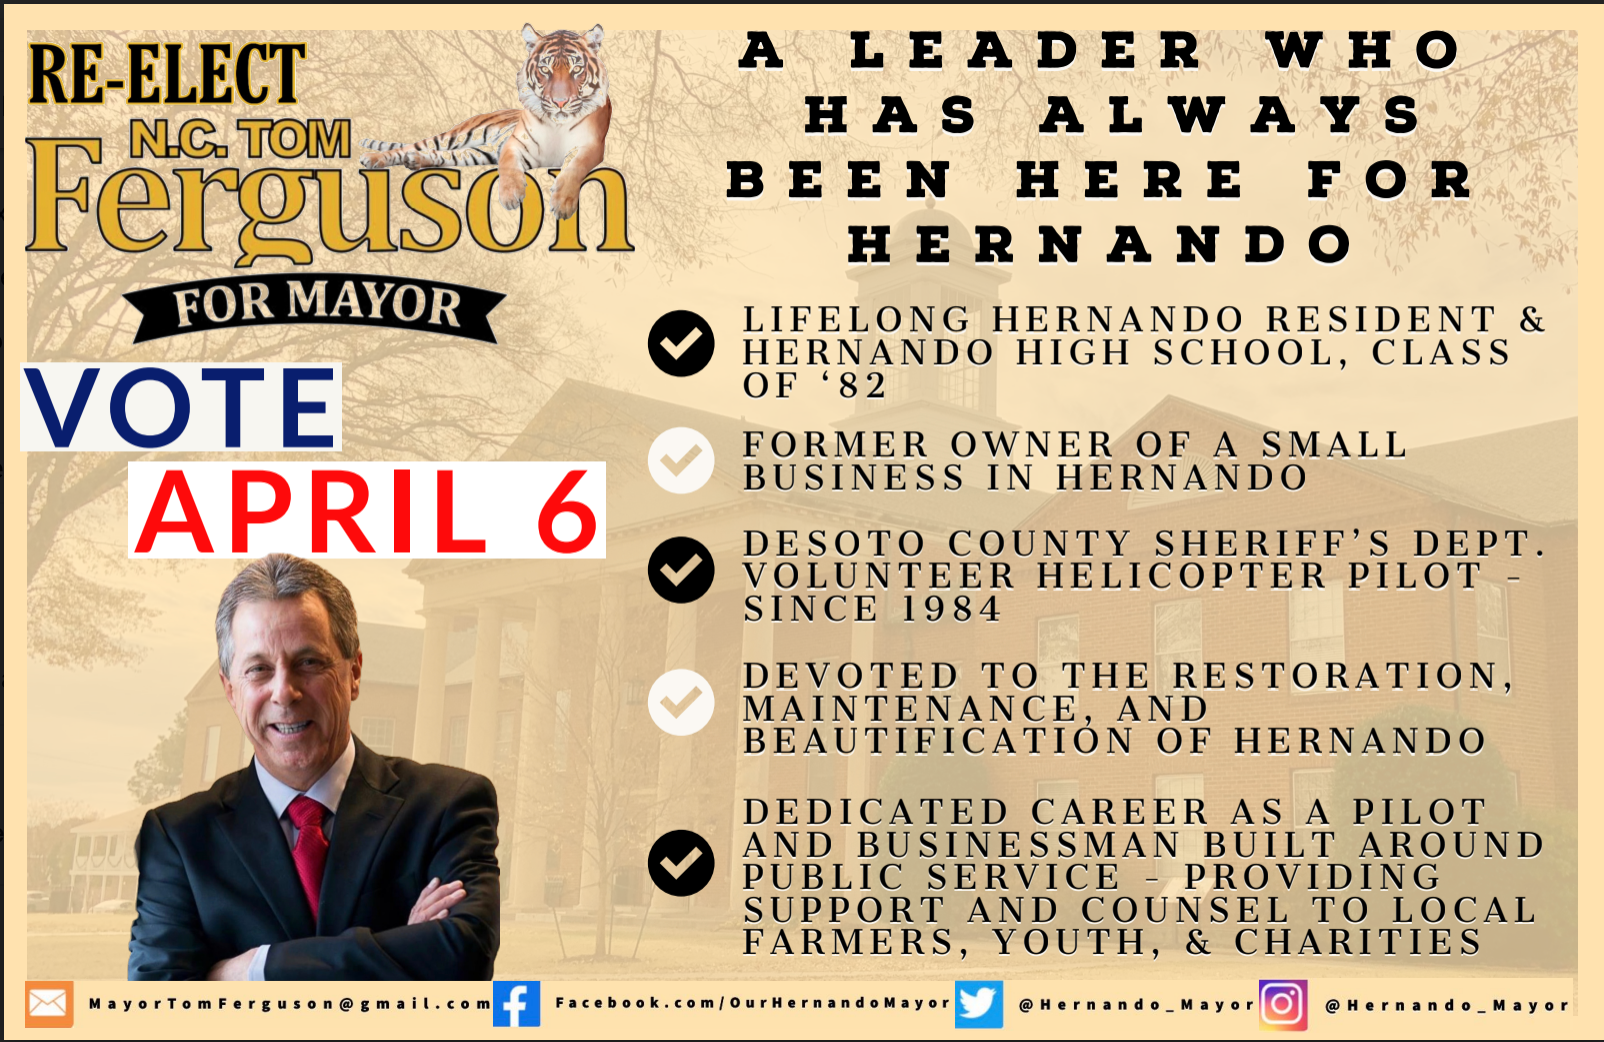 RE-ELECT
N.C. TOM
Ferguson
FOR MAYOR
VOTE
APRIL 6
A LEADER WHO
HAS ALWAYS
BEEN HERE FOR
HERNANDO
LIFELONG HERNANDO RESIDENT &
HERNANDO HIGH SCHOOL, CLASS
OF ‘82
FORMER OWNER OF A SMALL
BUSINESS IN HERNANDO
DESOTO COUNTY SHERIFF’S DEPT.
VOLUNTEER HELICOPTER PILOT -
SINCE 1984
DEVOTED TO THE RESTORATION,
MAINTENANCE, AND
BEAUTIFICATION OF HERNANDO
DEDICATED CAREER AS A PILOT
AND BUSINESSMAN BUILT AROUND
PUBLIC SERVICE - PROVIDING
SUPPORT AND COUNSEL TO LOCAL
FARMERS, YOUTH, & CHARITIES
MayorTomFerguson@gmail.com
Facebook.com/OurHernandoMayor
@Hernando_Mayor
@Hernando_Mayor